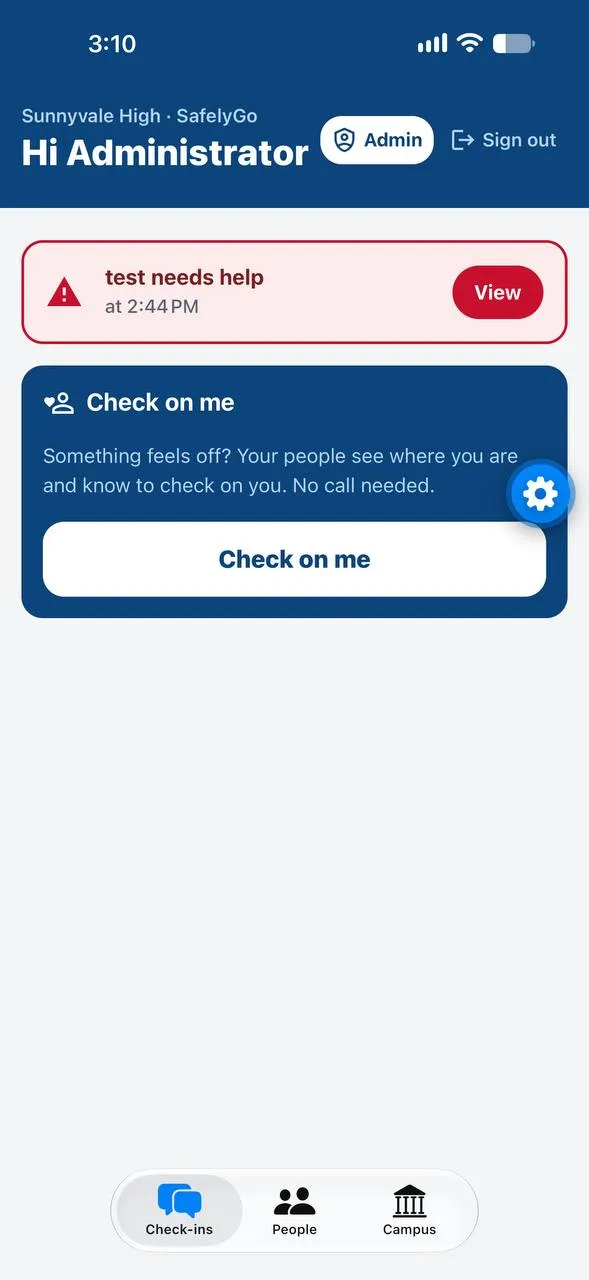 3:10
Sunnyvale High · SafelyGo
Hi Administrator
Admin
Sign out
test needs help
at 2:44 PM
View
Check on me
Something feels off? Your people see where you are
and know to check on you. No call needed.
Check on me
Check-ins
People
Campus